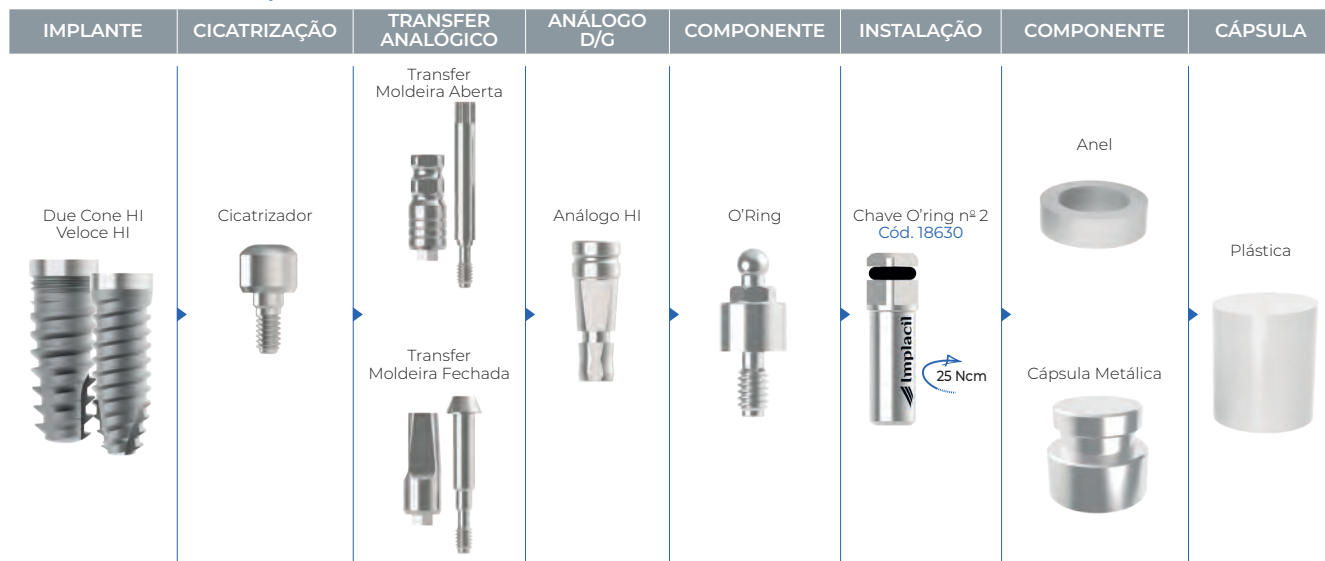 IMPLANTE
CICATRIZAÇÃO
TRANSFER
ANALÓGICO
ANÁLOGO
D/G
COMPONENTE
INSTALAÇÃO
COMPONENTE
CÁPSULA
Due Cone HI
Veloce HI
Cicatrizador
Transfer
Moldeira Aberta
Transfer
Moldeira Fechada
Análogo HI
O’Ring
Chave O’ring nº 2
Cód. 18630
Implacil
25 Ncm
Anel
Cápsula Metálica
Plástica